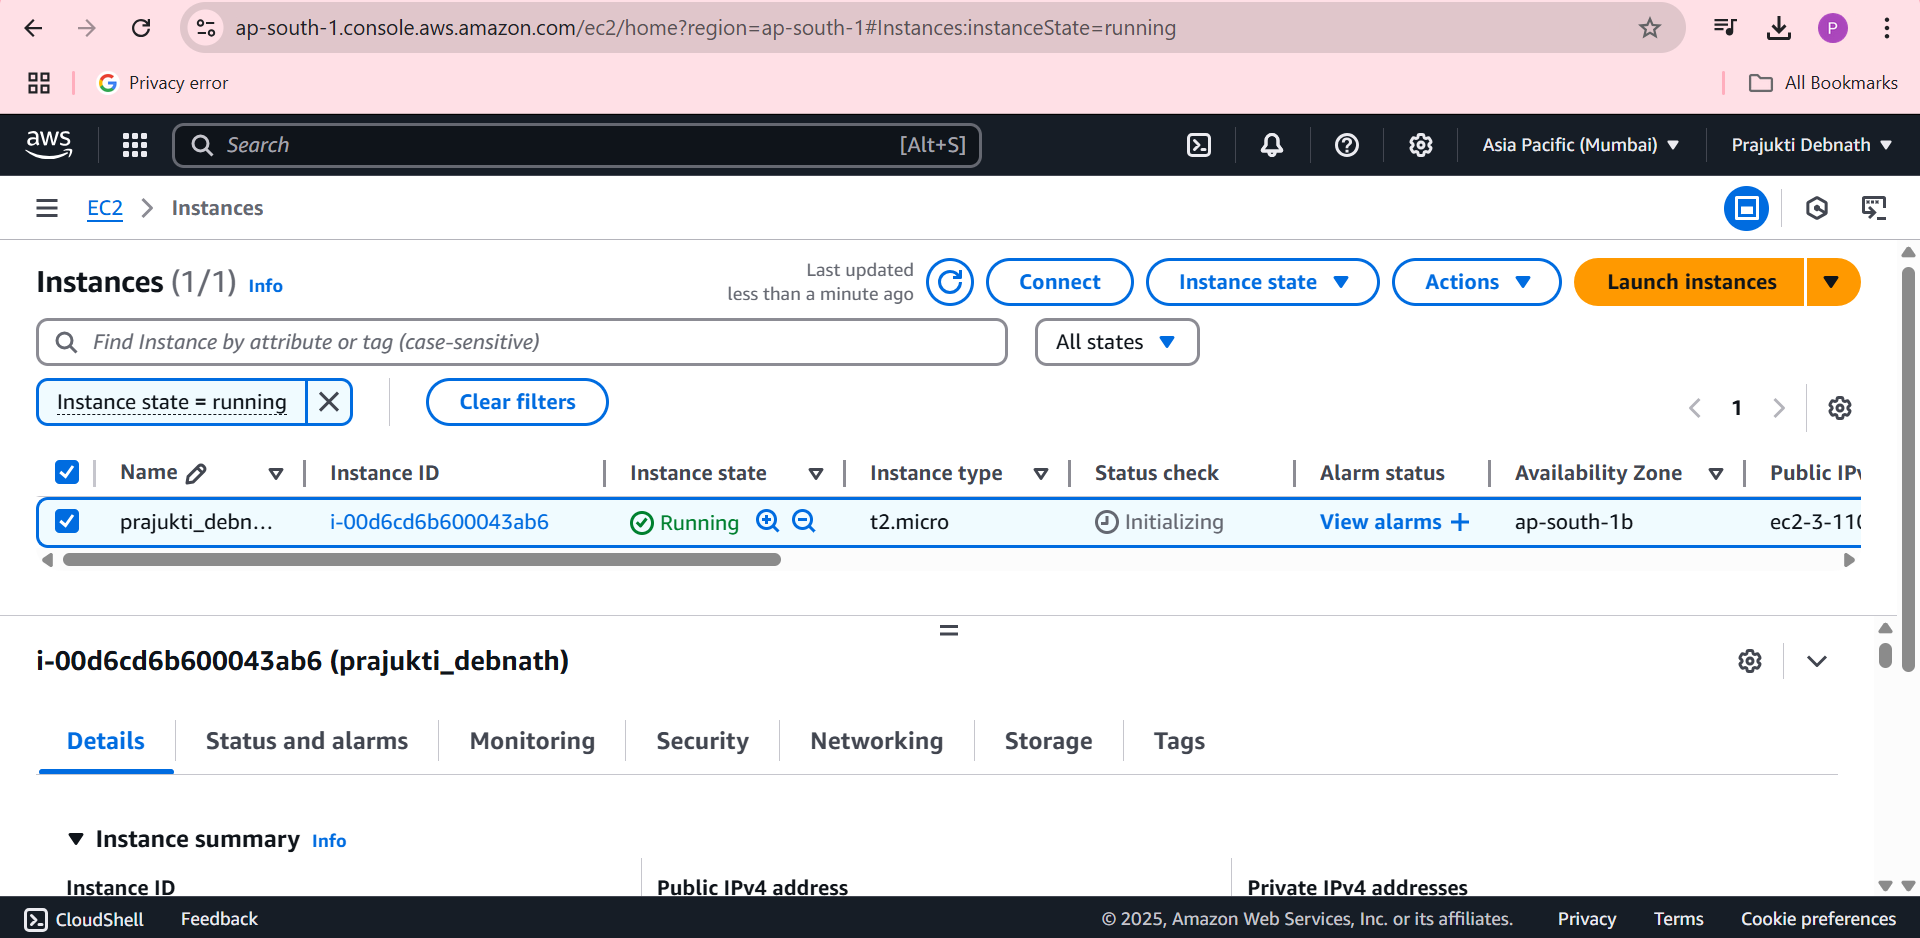 ap-south-1.console.aws.amazon.com/ec2/home?region=ap-south-1#Instances:instanceState=running
P
Privacy error
All Bookmarks
aws
Search
[Alt+S]
Asia Pacific (Mumbai)
Prajukti Debnath
EC2
Instances
Instances (1/1) Info
Last updated
less than a minute ago
Connect
Instance state
Actions
Launch instances
Find Instance by attribute or tag (case-sensitive)
All states
Instance state = running
Clear filters
1
Name Instance ID Instance state Instance type Status check Alarm status Availability Zone Public IPv
prajukti_debn... i-00d6cd6b600043ab6 Running t2.micro Initializing View alarms + ap-south-1b ec2-3-110
i-00d6cd6b600043ab6 (prajukti_debnath)
Details Status and alarms Monitoring Security Networking Storage Tags
Instance summary Info
Instance ID Public IPv4 address Private IPv4 addresses
CloudShell Feedback © 2025, Amazon Web Services, Inc. or its affiliates. Privacy Terms Cookie preferences